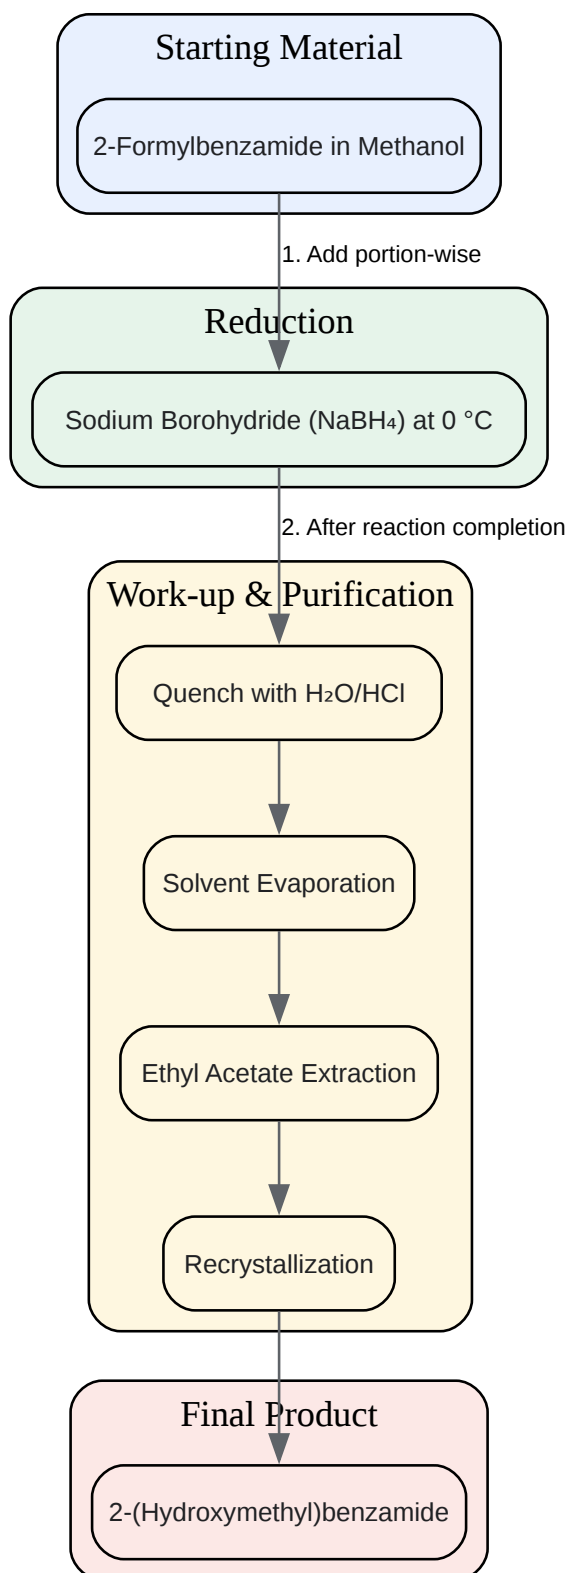 Starting Material
2-Formylbenzamide in Methanol
1. Add portion-wise
Reduction
Sodium Borohydride (NaBH₄) at 0 °C
2. After reaction completion
Work-up & Purification
Quench with H₂O/HCl
Solvent Evaporation
Ethyl Acetate Extraction
Recrystallization
Final Product
2-(Hydroxymethyl)benzamide